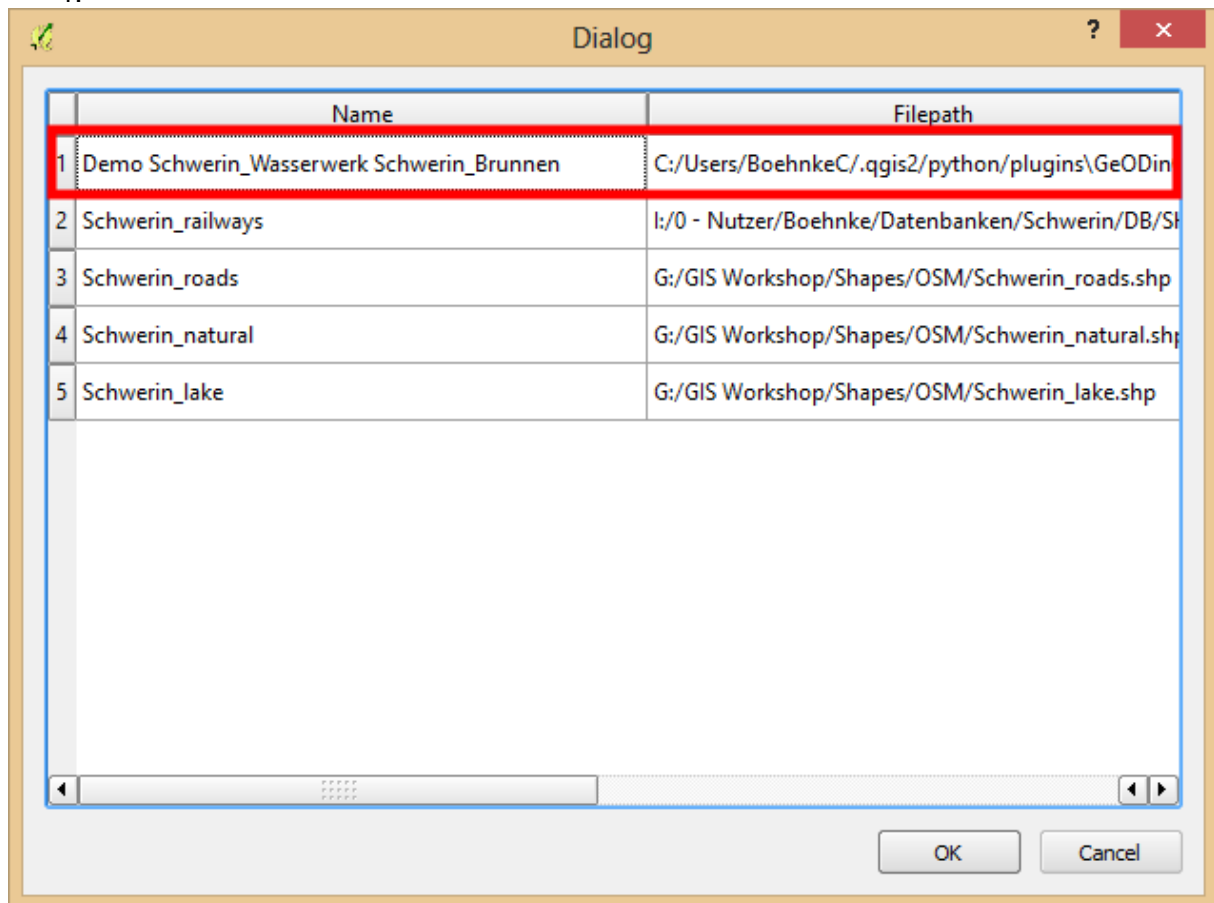 Dialog
?
Name Filepath
1 Demo Schwerin_Wasserwerk Schwerin_Brunnen C:/Users/BoehnkeC/.qgis2/python/plugins\GeODin
2 Schwerin_railways I:/0 - Nutzer/Boehnke/Datenbanken/Schwerin/DB/
3 Schwerin_roads G:/GIS Workshop/Shapes/OSM/Schwerin_roads.shp
4 Schwerin_natural G:/GIS Workshop/Shapes/OSM/Schwerin_natural.shp
5 Schwerin_lake G:/GIS Workshop/Shapes/OSM/Schwerin_lake.shp
OK Cancel